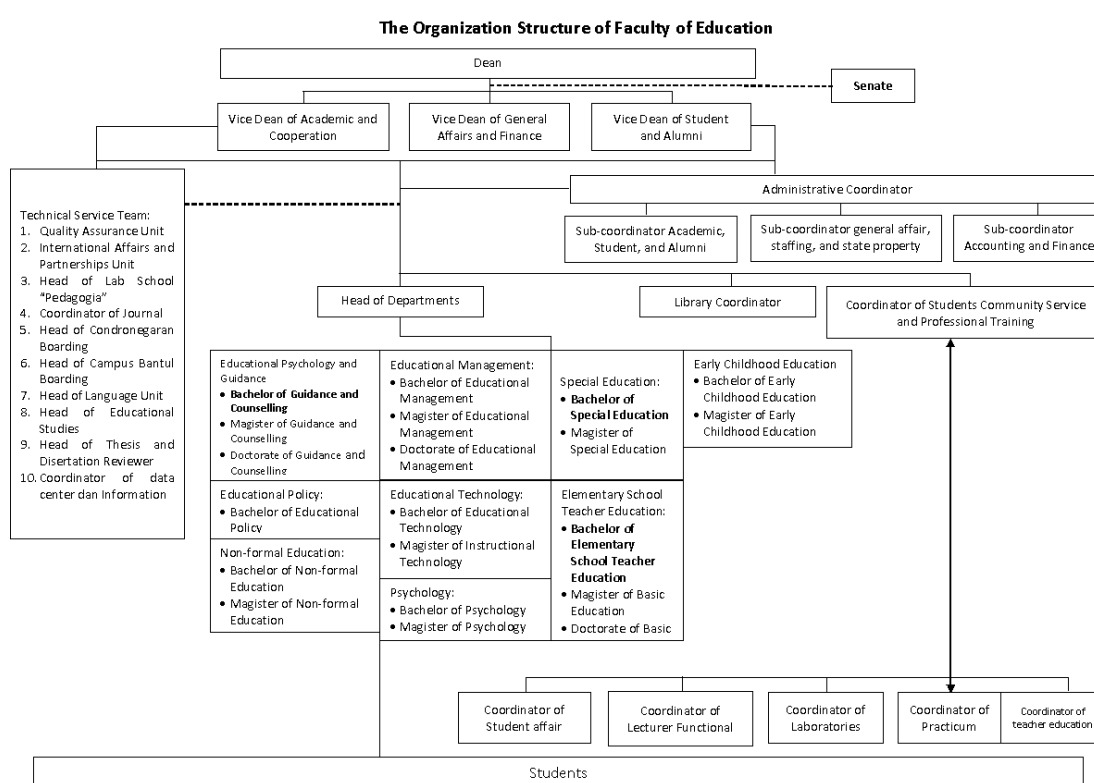 The Organization Structure of Faculty of Education
Dean
Senate
Vice Dean of Academic and
Cooperation
Vice Dean of General
Affairs and Finance
Vice Dean of Student
and Alumni
Technical Service Team:
1. Quality Assurance Unit
2. International Affairs and
Partnerships Unit
3. Head of Lab School
"Pedagogia"
4. Coordinator of Journal
5. Head of Condronegaran
Boarding
6. Head of Campus Bantul
Boarding
7. Head of Language Unit
8. Head of Educational
Studies
9. Head of Thesis and
Disertation Reviewer
10. Coordinator of data
center dan Information
Administrative Coordinator
Sub-coordinator Academic,
Student, and Alumni
Sub-coordinator general affair,
staffing, and state property
Sub-coordinator
Accounting and Finance
Head of Departments
Library Coordinator
Coordinator of Students Community Service
and Professional Training
Educational Psychology and
Guidance
• Bachelor of Guidance and
Counselling
• Magister of Guidance and
Counselling
• Doctorate of Guidance and
Counselling
Educational Management:
• Bachelor of Educational
Management
• Magister of Educational
Management
• Doctorate of Educational
Management
Special Education:
• Bachelor of
Special Education
• Magister of
Special Education
Early Childhood Education
• Bachelor of Early
Childhood Education
• Magister of Early
Childhood Education
Educational Policy:
• Bachelor of Educational
Policy
Educational Technology:
• Bachelor of Educational
Technology
• Magister of Instructional
Technology
Elementary School
Teacher Education:
• Bachelor of
Elementary
School Teacher
Education
• Magister of Basic
Education
• Doctorate of Basic
Non-formal Education:
• Bachelor of Non-formal
Education
• Magister of Non-formal
Education
Psychology:
• Bachelor of Psychology
• Magister of Psychology
Coordinator of
Student affair
Coordinator of
Lecturer Functional
Coordinator of
Laboratories
Coordinator of
Practicum
Coordinator of
teacher education
Students